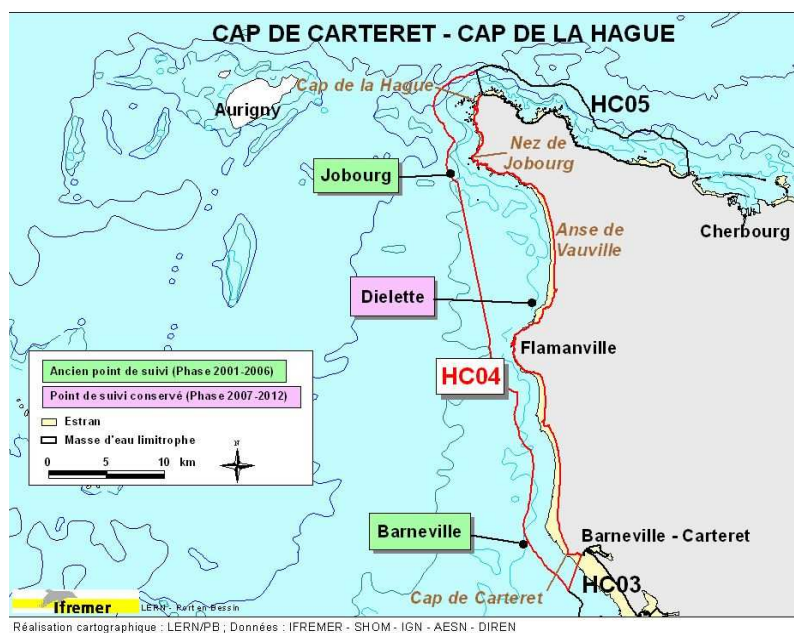 CAP DE CARTERET - CAP DE LA HAGUE
Cap de la Hague
Aurigny
HC05
Nez de
Jobourg
Jobourg
Anse de
Vauville
Cherbourg
Dielette
Flamanville
HC04
Ancien point de suivi (Phase 2001-2006)
Point de suivi conservé (Phase 2007-2012)
Estran
Masse d'eau limitrophe
0 5 10 km
N
Barneville
Barneville - Carteret
HC03
Cap de Carteret
Ifremer
LERN - Port en Bessin
Réalisation cartographique : LERN/PB ; Données : IFREMER - SHOM - IGN - AESN - DIREN